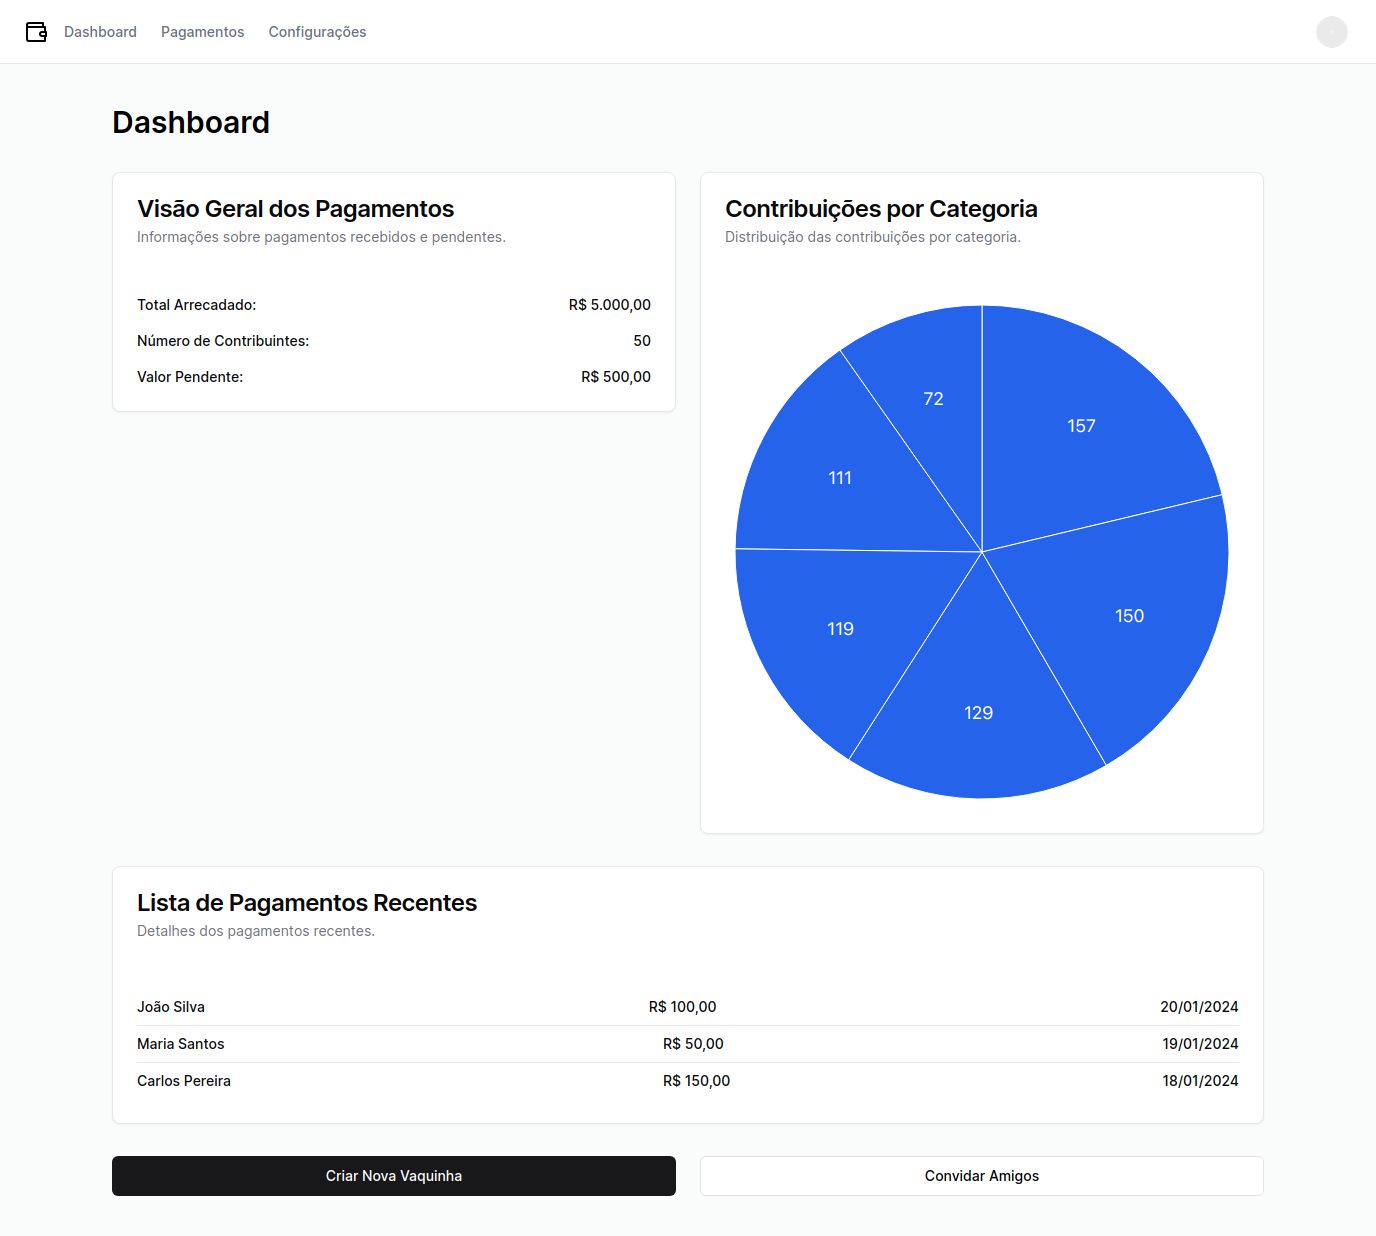 Dashboard Pagamentos Configurações
Dashboard
Visão Geral dos Pagamentos
Informações sobre pagamentos recebidos e pendentes.
Total Arrecadado: R$ 5.000,00
Número de Contribuintes: 50
Valor Pendente: R$ 500,00
Contribuições por Categoria
Distribuição das contribuições por categoria.
72
157
111
150
119
129
Lista de Pagamentos Recentes
Detalhes dos pagamentos recentes.
João Silva R$ 100,00 20/01/2024
Maria Santos R$ 50,00 19/01/2024
Carlos Pereira R$ 150,00 18/01/2024
Criar Nova Vaquinha
Convidar Amigos